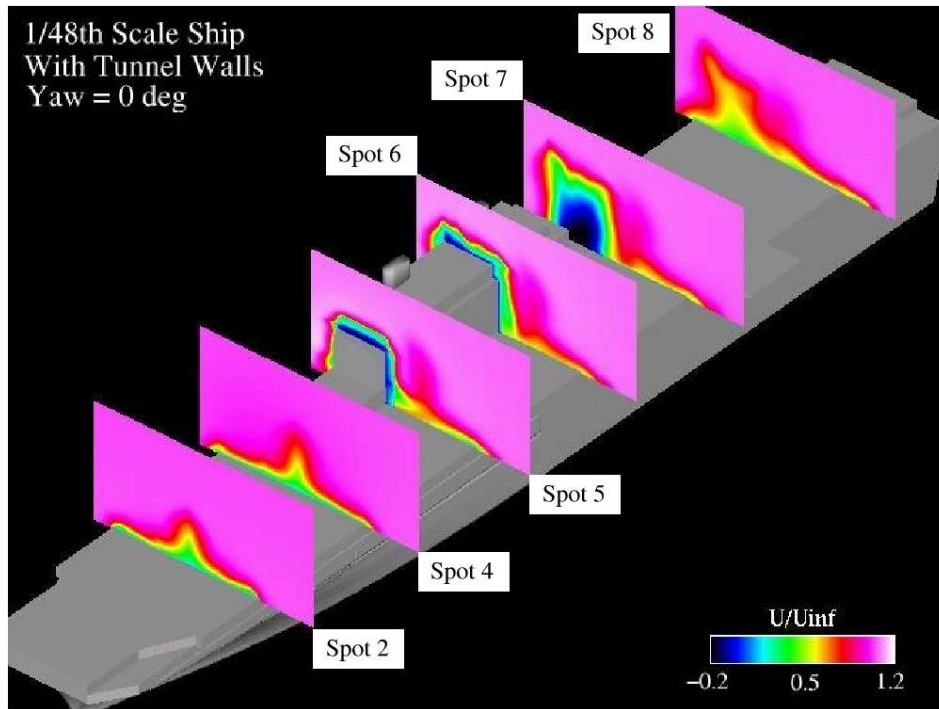 1/48th Scale Ship
With Tunnel Walls
Yaw = 0 deg
Spot 8
Spot 7
Spot 6
Spot 5
Spot 4
Spot 2
U/Uinf
−0.2 0.5 1.2